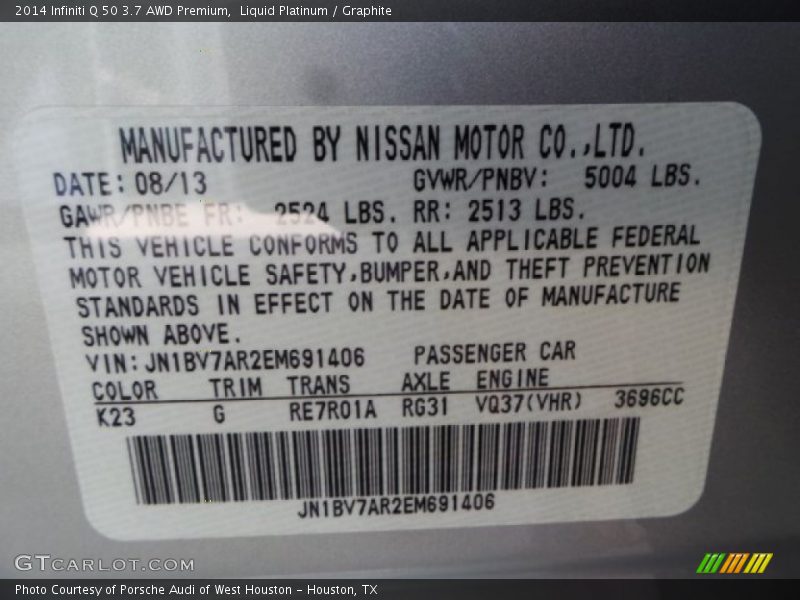 2014 Infiniti Q 50 3.7 AWD Premium, Liquid Platinum / Graphite
MANUFACTURED BY NISSAN MOTOR CO.,LTD.
DATE: 08/13 GVWR/PNBV: 5004 LBS.
GAWR/PNBE FR: 2524 LBS. RR: 2513 LBS.
THIS VEHICLE CONFORMS TO ALL APPLICABLE FEDERAL
MOTOR VEHICLE SAFETY,BUMPER,AND THEFT PREVENTION
STANDARDS IN EFFECT ON THE DATE OF MANUFACTURE
SHOWN ABOVE.
VIN: JN1BV7AR2EM691406 PASSENGER CAR
COLOR TRIM TRANS AXLE ENGINE
K23 G RE7R01A RG31 VQ37(VHR) 3696CC
JN1BV7AR2EM691406
GTCARLOT.COM
Photo Courtesy of Porsche Audi of West Houston – Houston, TX